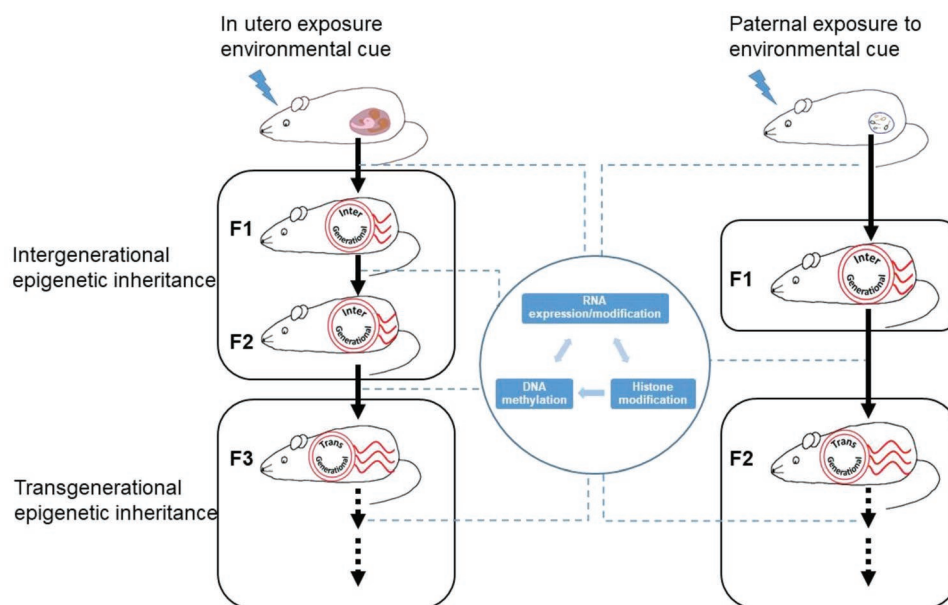 In utero exposure
environmental cue
Paternal exposure to
environmental cue
Intergenerational
epigenetic inheritance
F1
Inter
Generational
F2
Inter
Generational
F1
Inter
Generational
RNA
expression/modification
DNA
methylation
Histone
modification
Transgenerational
epigenetic inheritance
F3
Trans
Generational
F2
Trans
Generational